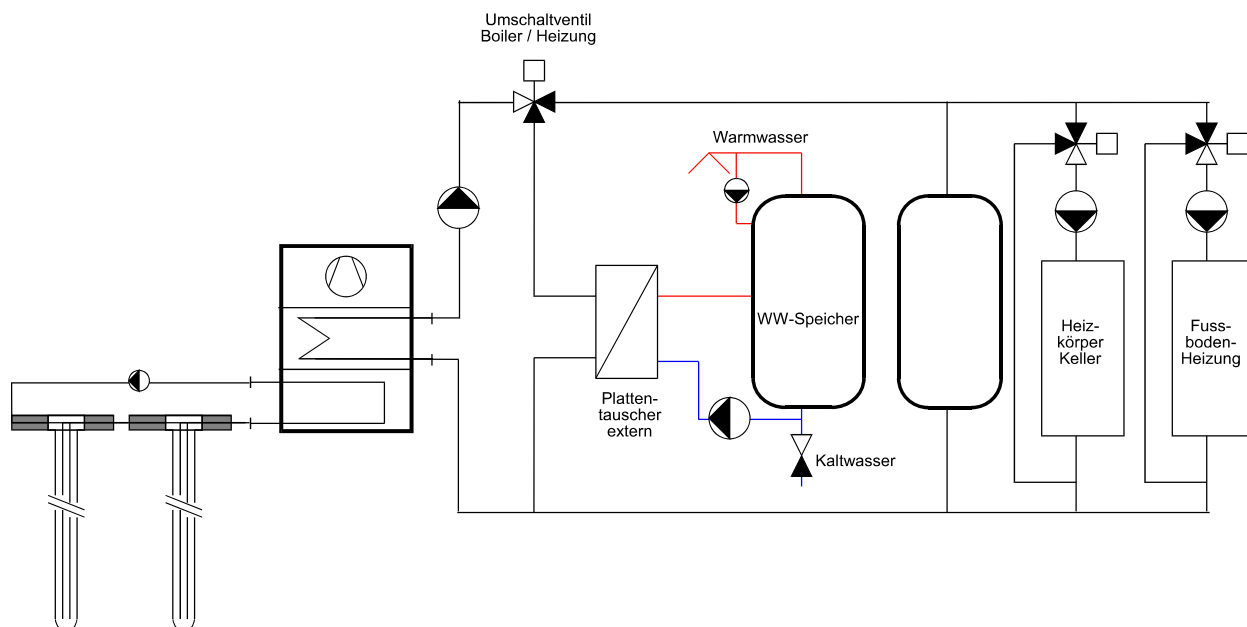 Umschaltventil
Boiler / Heizung
Warmwasser
WW-Speicher
Heiz-
körper
Keller
Fuss-
boden-
Heizung
Platten-
tauscher
extern
Kaltwasser